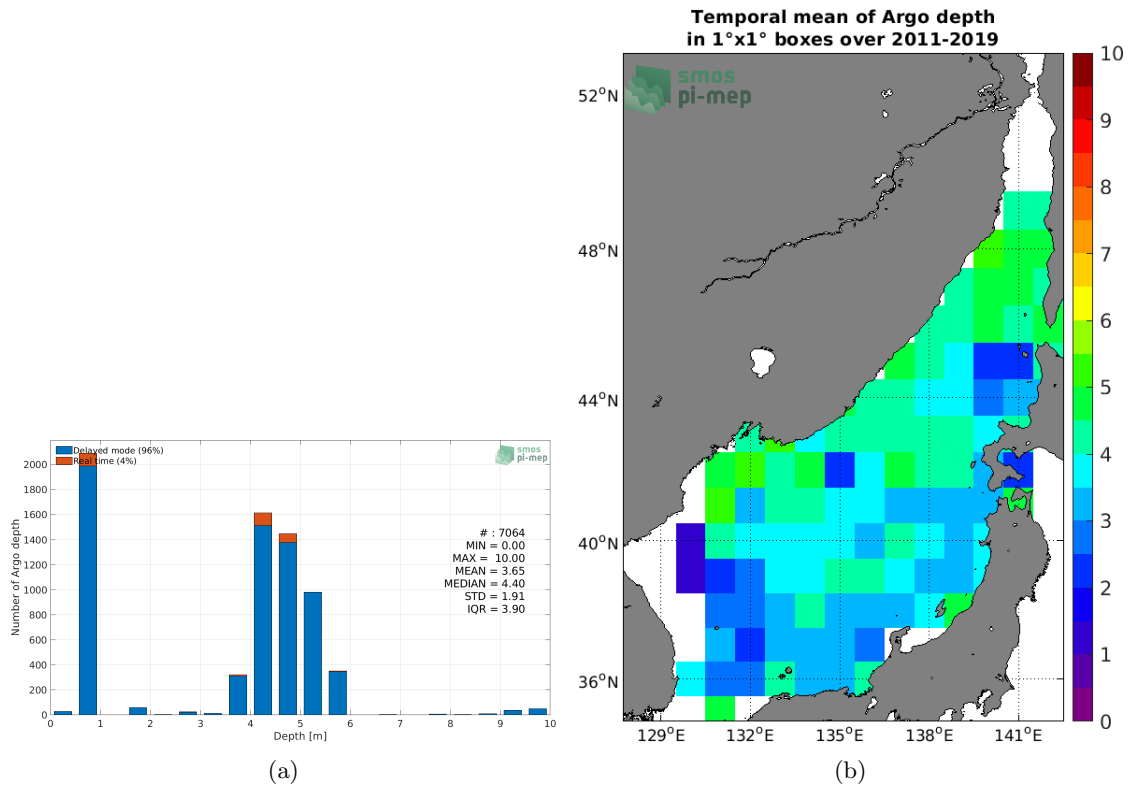 Delayed mode (96%)
Real time (4%)
smos
pi-mep
2000
1800
1600
1400
1200
1000
800
600
400
200
0
Number of Argo depth
# : 7064
MIN = 0.00
MAX = 10.00
MEAN = 3.65
MEDIAN = 4.40
STD = 1.91
IQR = 3.90
0 1 2 3 4 5 6 7 8 9 10
Depth [m]
(a)
Temporal mean of Argo depth
in 1°x1° boxes over 2011-2019
smos
pi-mep
52°N
48°N
44°N
40°N
36°N
129°E 132°E 135°E 138°E 141°E
10
9
8
7
6
5
4
3
2
1
0
(b)